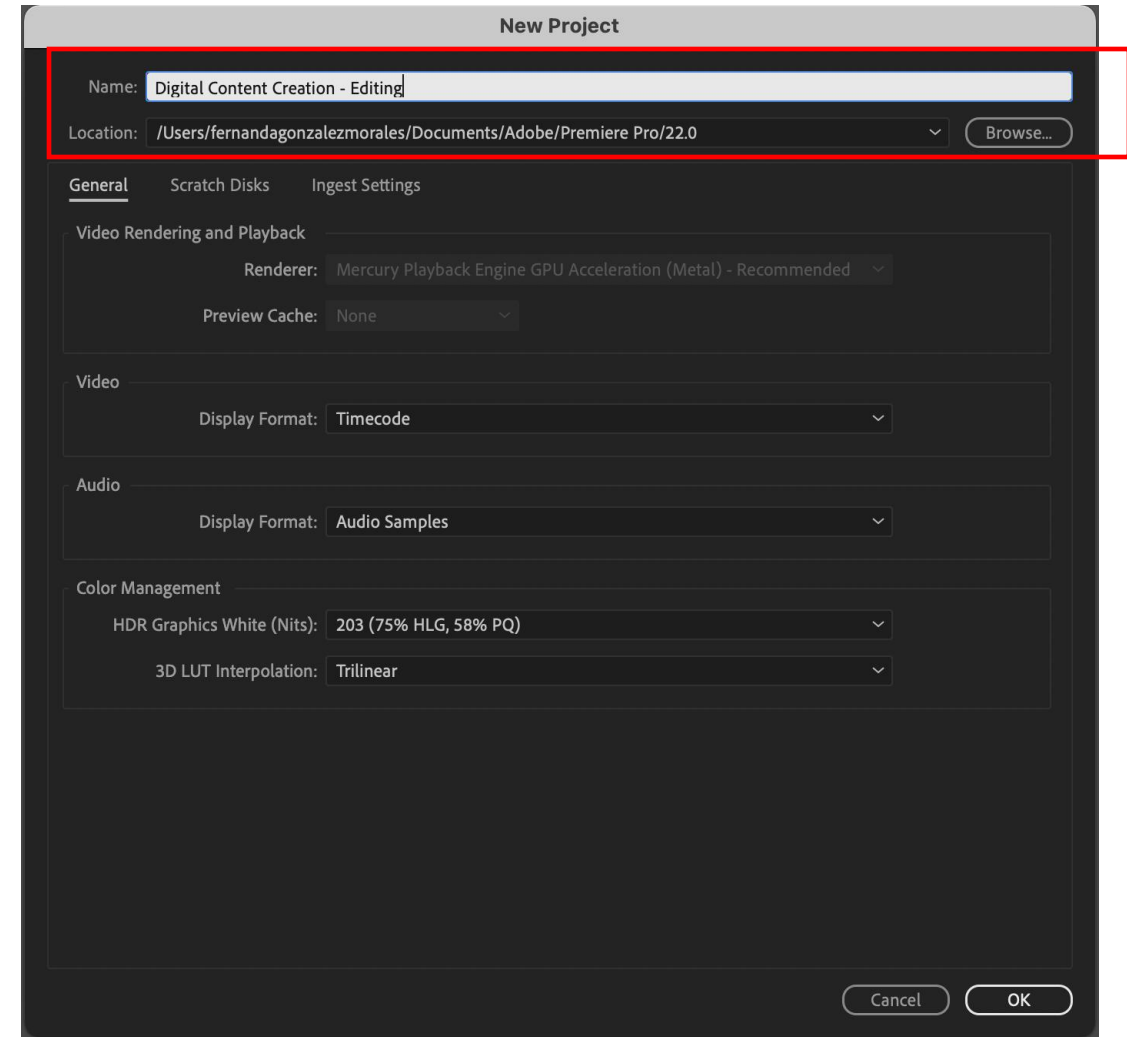 New Project
Name: Digital Content Creation - Editing
Location: /Users/fernandagonzalezmorales/Documents/Adobe/Premiere Pro/22.0 Browse...
General Scratch Disks Ingest Settings
Video Rendering and Playback
Renderer: Mercury Playback Engine GPU Acceleration (Metal) - Recommended
Preview Cache: None
Video
Display Format: Timecode
Audio
Display Format: Audio Samples
Color Management
HDR Graphics White (Nits): 203 (75% HLG, 58% PQ)
3D LUT Interpolation: Trilinear
Cancel OK